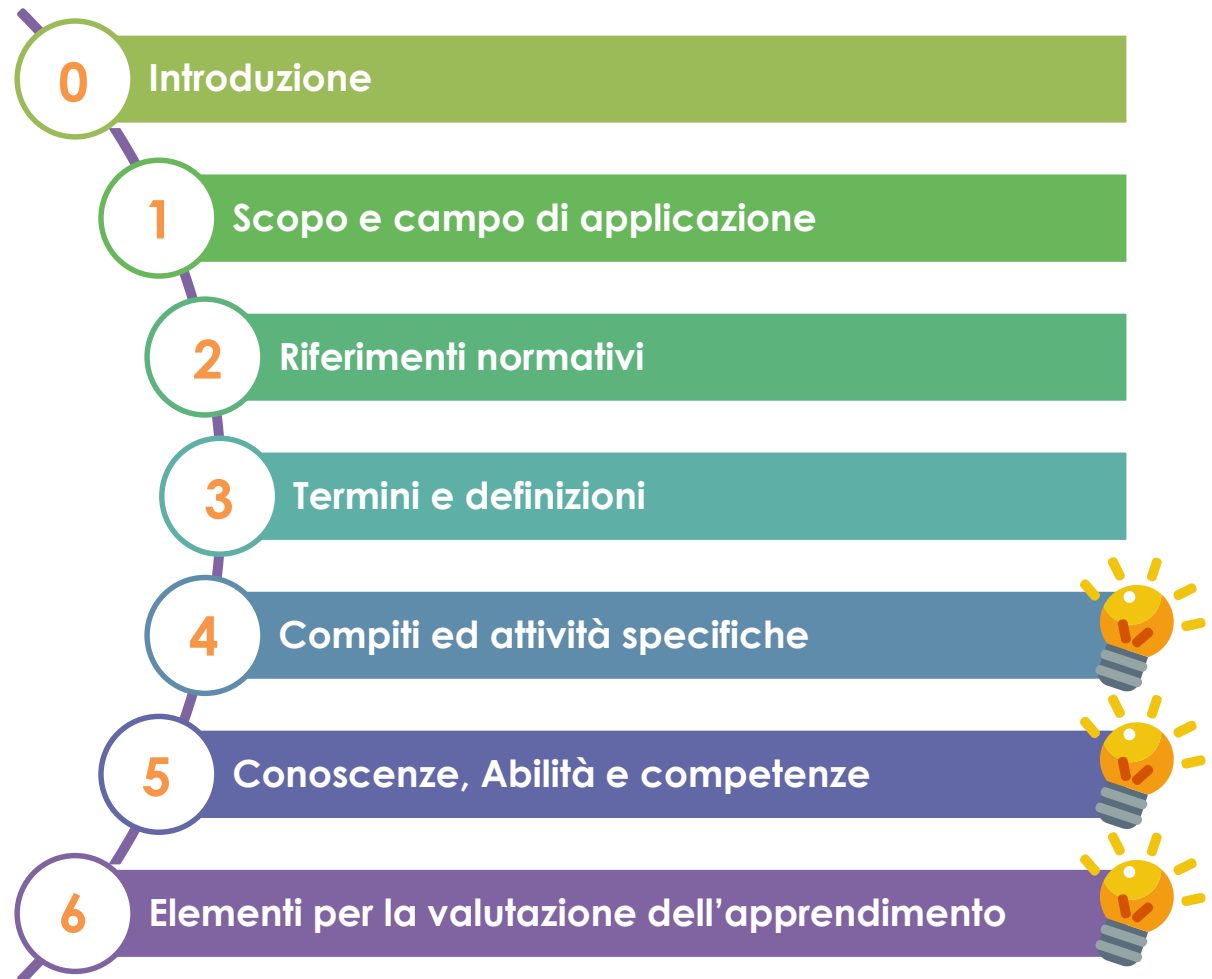 0 Introduzione
1 Scopo e campo di applicazione
2 Riferimenti normativi
3 Termini e definizioni
4 Compiti ed attività specifiche
5 Conoscenze, Abilità e competenze
6 Elementi per la valutazione dell’apprendimento